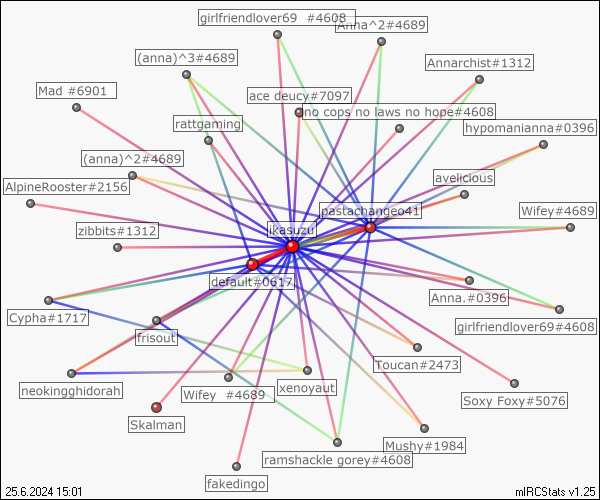 girlfriendlover69  #4608
Anna^2#4689
(anna)^3#4689
Annarchist#1312
Mad #6901
ace deucy#7097
no cops no laws no hope#4608
rattgaming
hypomanianna#0396
(anna)^2#4689
avelicious
AlpineRooster#2156
pastachangeo41
Wifey#4689
zibbits#1312
ikasuzu
default#0617
Anna.#0396
Cypha#1717
girlfriendlover69#4608
frisout
Toucan#2473
neokingghidorah
xenoyaut
Wifey  #4689
Soxy Foxy#5076
Skalman
Mushy#1984
ramshackle gorey#4608
fakedingo
25.6.2024 15:01
mIRCStats v1.25